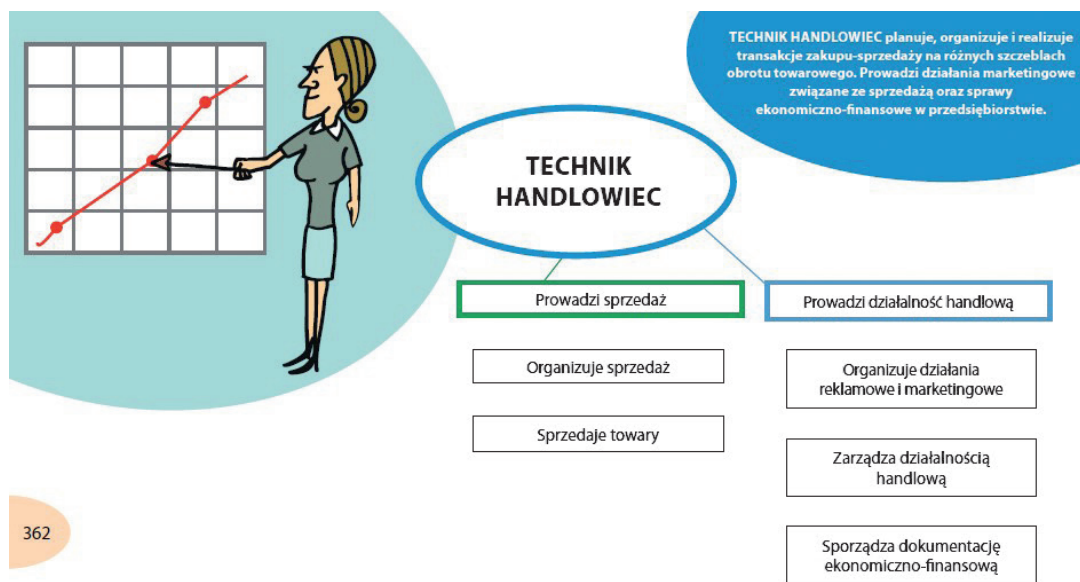 TECHNIK HANDLOWIEC planuje, organizuje i realizuje
transakcje zakupu-sprzedaży na różnych szczeblach
obrotu towarowego. Prowadzi działania marketingowe
związane ze sprzedażą oraz sprawy
ekonomiczno-finansowe w przedsiębiorstwie.
TECHNIK
HANDLOWIEC
Prowadzi sprzedaż
Organizuje sprzedaż
Sprzedaje towary
Prowadzi działalność handlową
Organizuje działania
reklamowe i marketingowe
Zarządza działalnością
handlową
Sporządza dokumentację
ekonomiczno-finansową
362